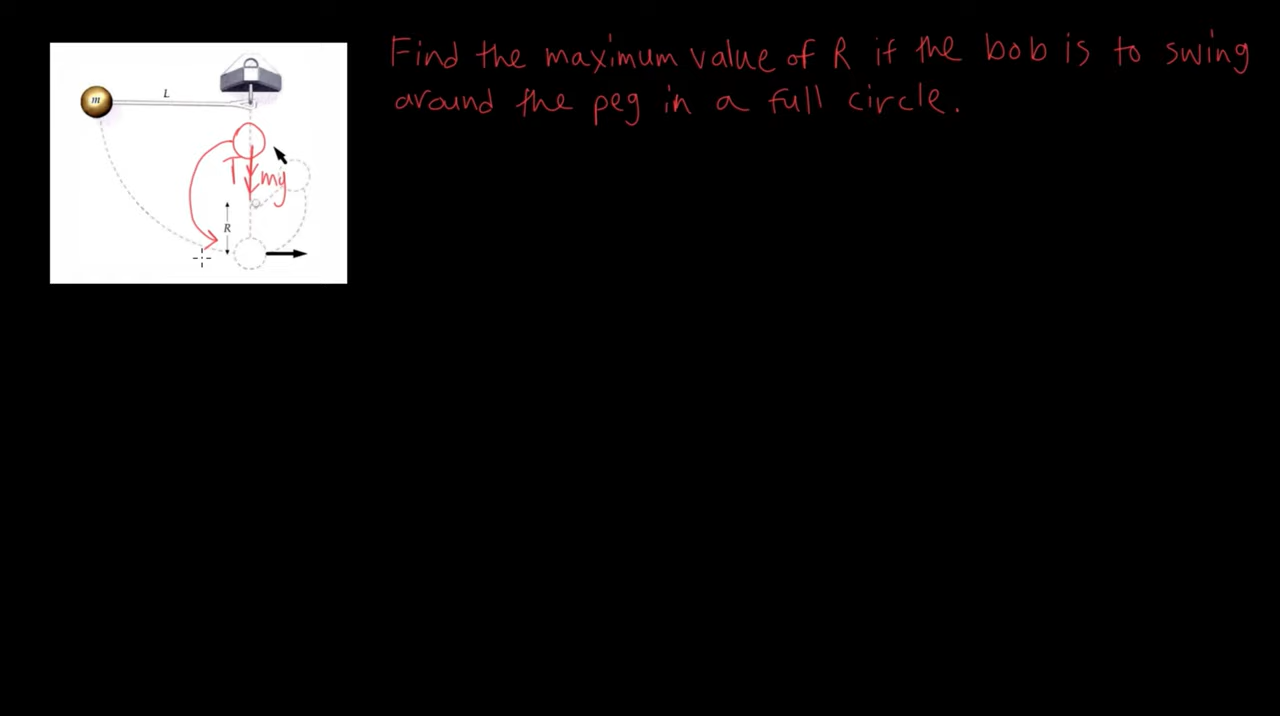 Find the maximum value of R if the bob is to swing
around the peg in a full circle.
L
m
T
mg
R